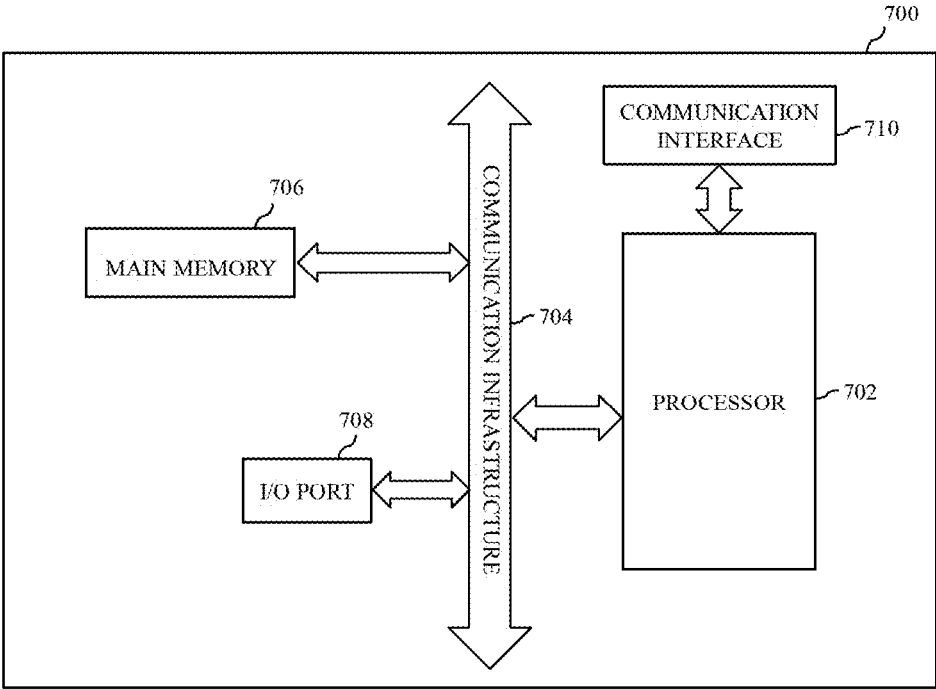 700
COMMUNICATION
INTERFACE
710
706
MAIN MEMORY
COMMUNICATION INFRASTRUCTURE
704
PROCESSOR
702
708
I/O PORT